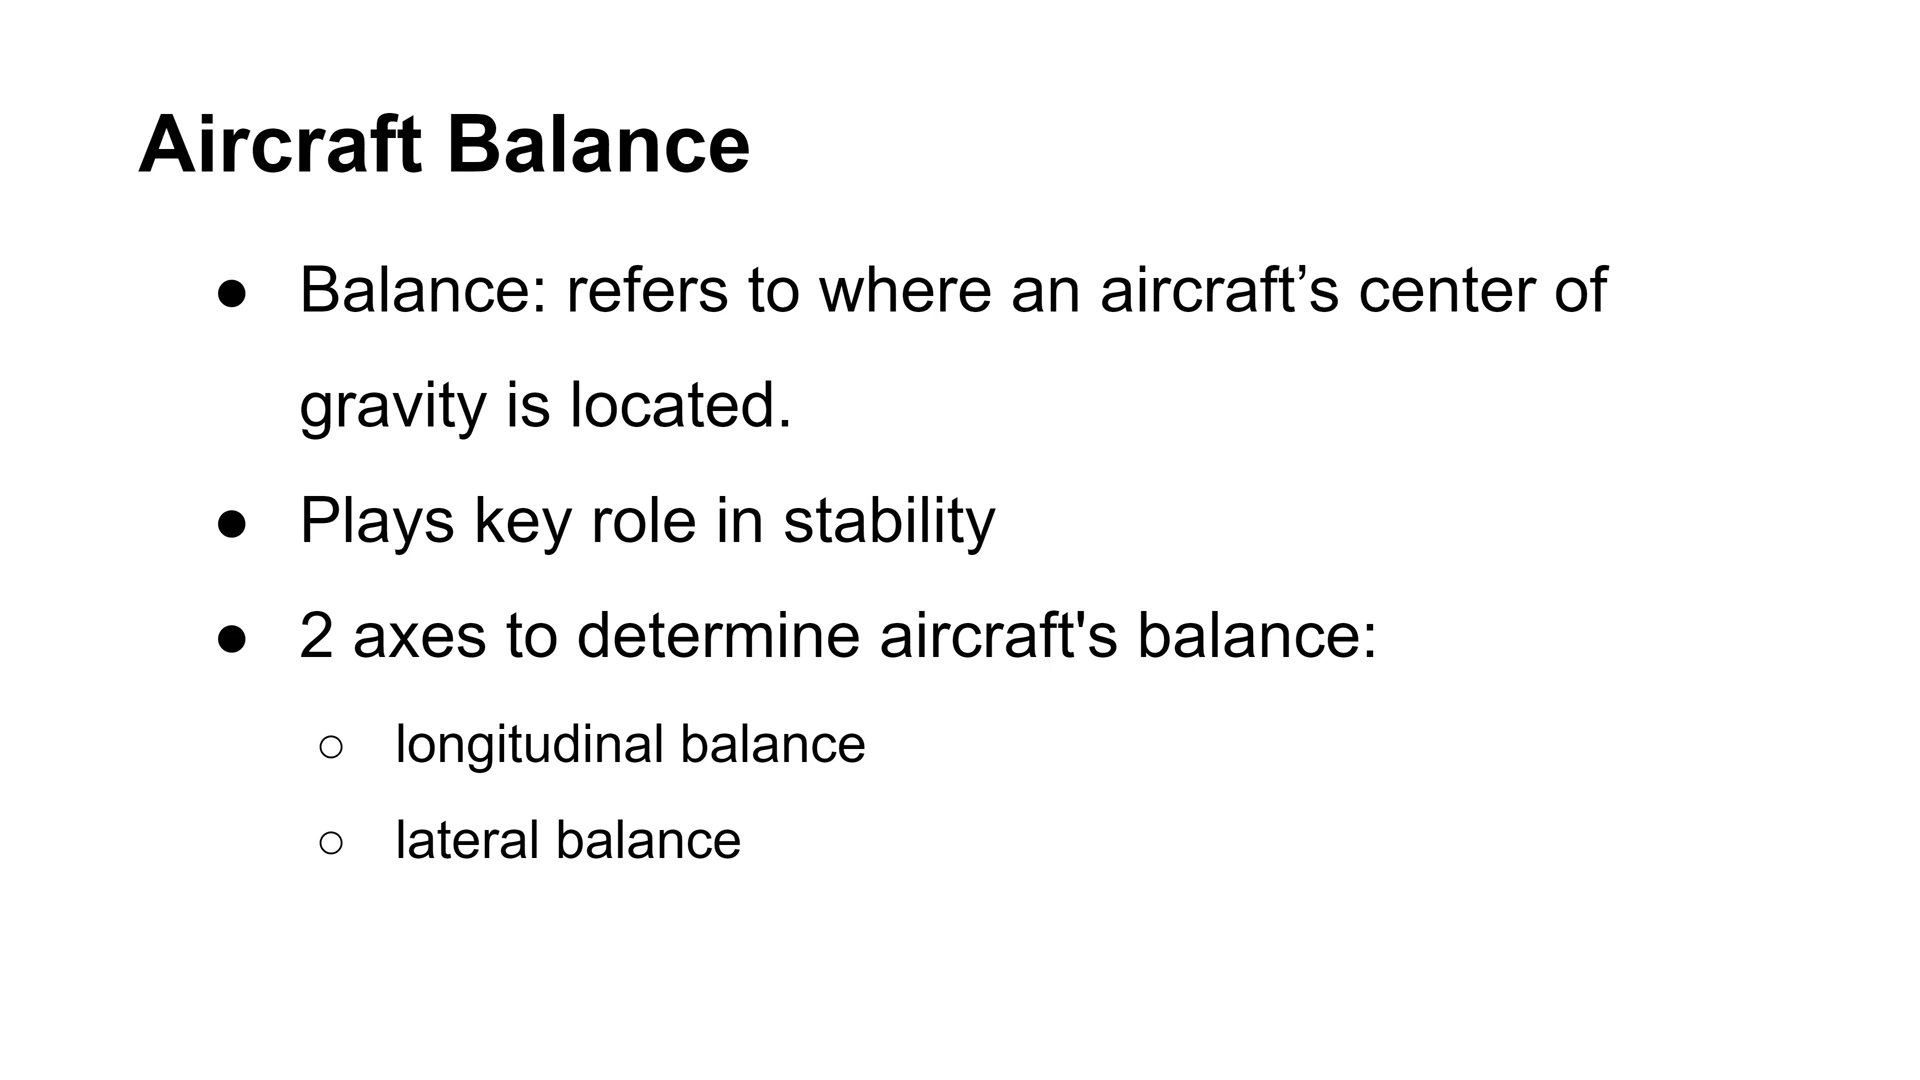 Aircraft Balance
● Balance: refers to where an aircraft’s center of
gravity is located.
● Plays key role in stability
● 2 axes to determine aircraft's balance:
○ longitudinal balance
○ lateral balance